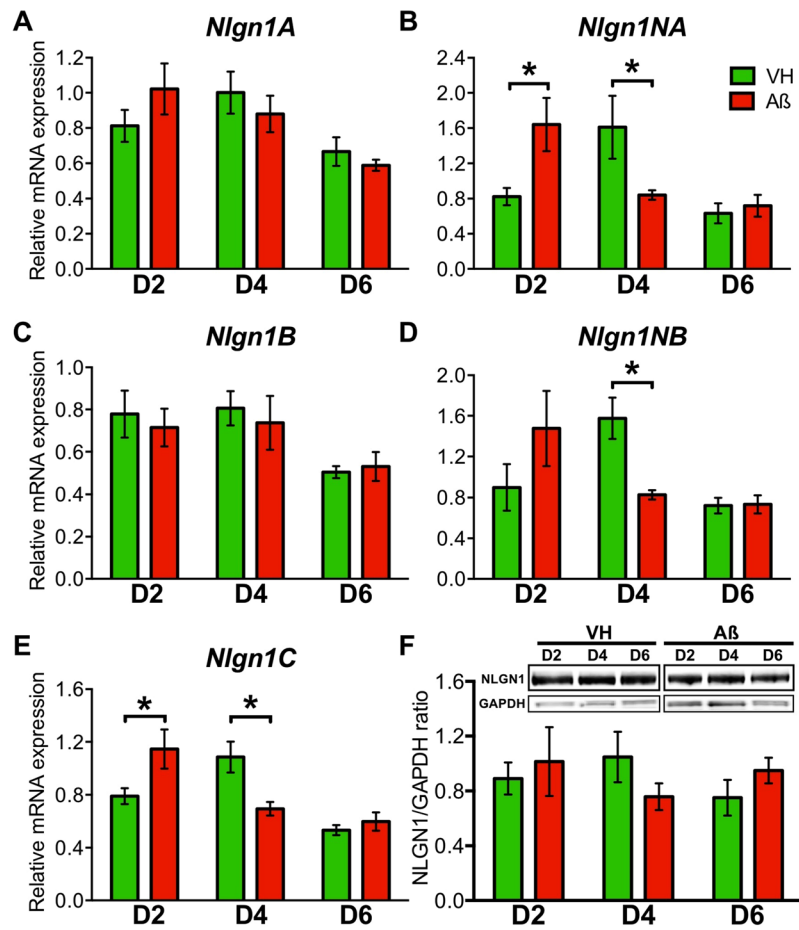 A
Nlgn1A
Relative mRNA expression
1.2
1.0
0.8
0.6
0.4
0.2
0.0
D2 D4 D6
B
Nlgn1NA
*
*
VH
Aß
2.4
2.0
1.6
1.2
0.8
0.4
0.0
D2 D4 D6
C
Nlgn1B
Relative mRNA expression
1.0
0.8
0.6
0.4
0.2
0.0
D2 D4 D6
D
Nlgn1NB
*
2.0
1.6
1.2
0.8
0.4
0.0
D2 D4 D6
E
Nlgn1C
Relative mRNA expression
*
*
1.6
1.2
0.8
0.4
0.0
D2 D4 D6
F
VH Aß
D2 D4 D6 D2 D4 D6
NLGN1
GAPDH
NLGN1/GAPDH ratio
1.6
1.2
0.8
0.4
0.0
D2 D4 D6